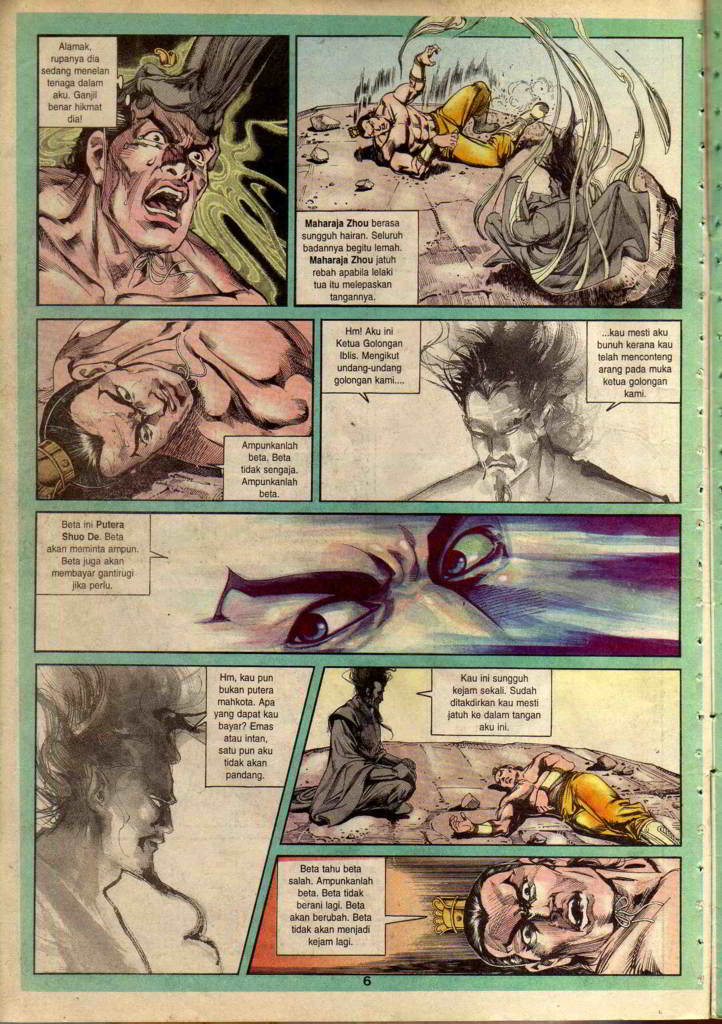 Alamak,
rupanya dia
sedang menelan
tenaga dalam
aku. Ganjil
benar hikmat
dia!
Maharaja Zhou berasa
sungguh hairan. Seluruh
badannya begitu lemah.
Maharaja Zhou jatuh
rebah apabila lelaki
tua itu melepaskan
tangannya.
Ampunkanlah
beta. Beta
tidak sengaja.
Ampunkanlah
beta.
Hm! Aku ini
Ketua Golongan
Iblis. Mengikut
undang-undang
golongan kami....
...kau mesti aku
bunuh kerana kau
telah menconteng
arang pada muka
ketua golongan
kami.
Beta ini Putera
Shuo De. Beta
akan meminta ampun.
Beta juga akan
membayar gantirugi
jika perlu.
Hm, kau pun
bukan putera
mahkota. Apa
yang dapat kau
bayar? Emas
atau intan,
satu pun aku
tidak akan
pandang.
Kau ini sungguh
kejam sekali. Sudah
ditakdirkan kau mesti
jatuh ke dalam tangan
aku ini.
Beta tahu beta
salah. Ampunkanlah
beta. Beta tidak
berani lagi. Beta
akan berubah. Beta
tidak akan menjadi
kejam lagi.
6